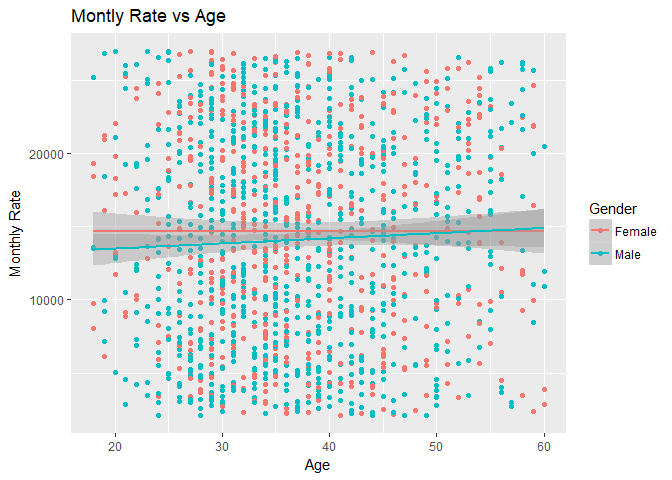 Montly Rate vs Age
Monthly Rate
20000
10000
20
30
40
50
60
Age
Gender
Female
Male